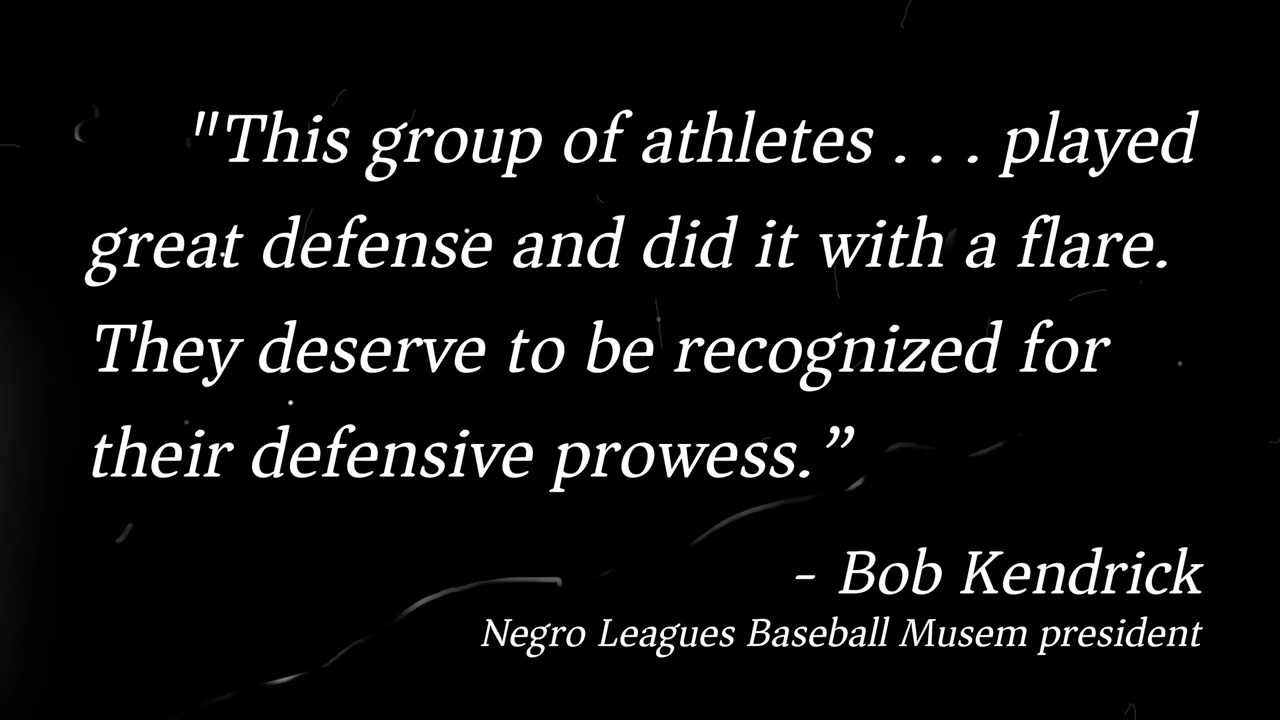 "This group of athletes . . . played
great defense and did it with a flare.
They deserve to be recognized for
their defensive prowess.”
- Bob Kendrick
Negro Leagues Baseball Musem president